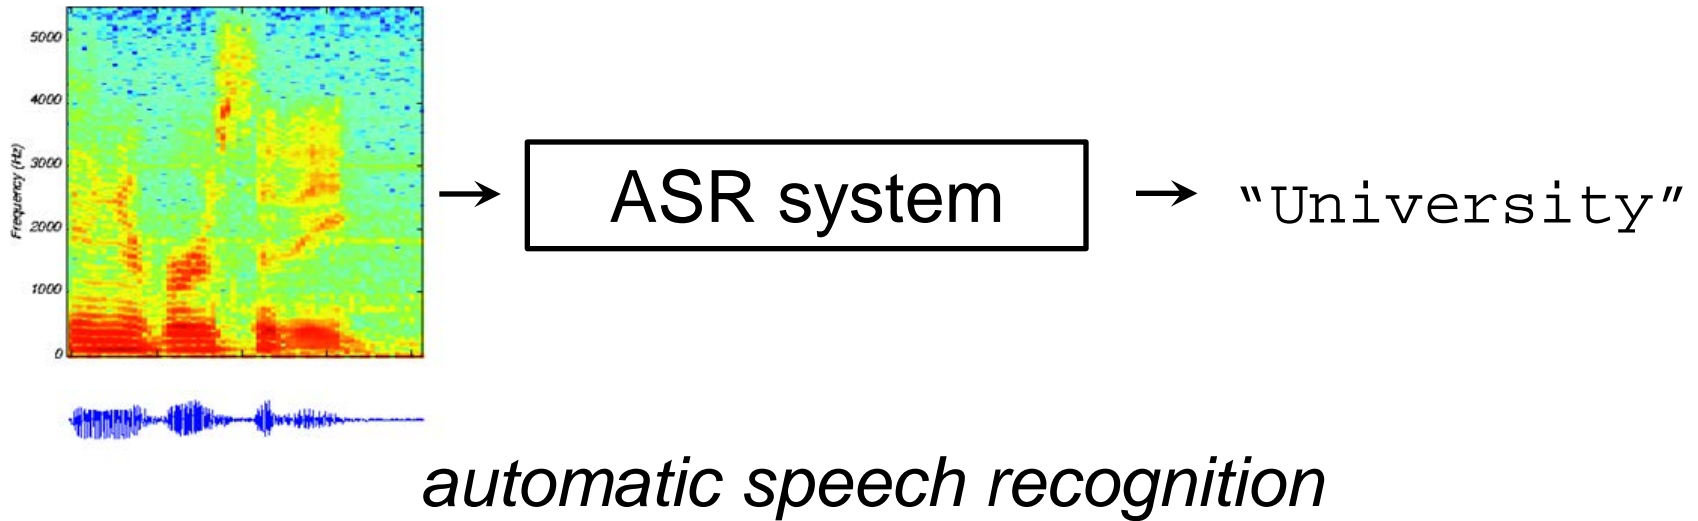 5000
4000
3000
2000
1000
0
Frequency (Hz)
ASR system
“University”
automatic speech recognition